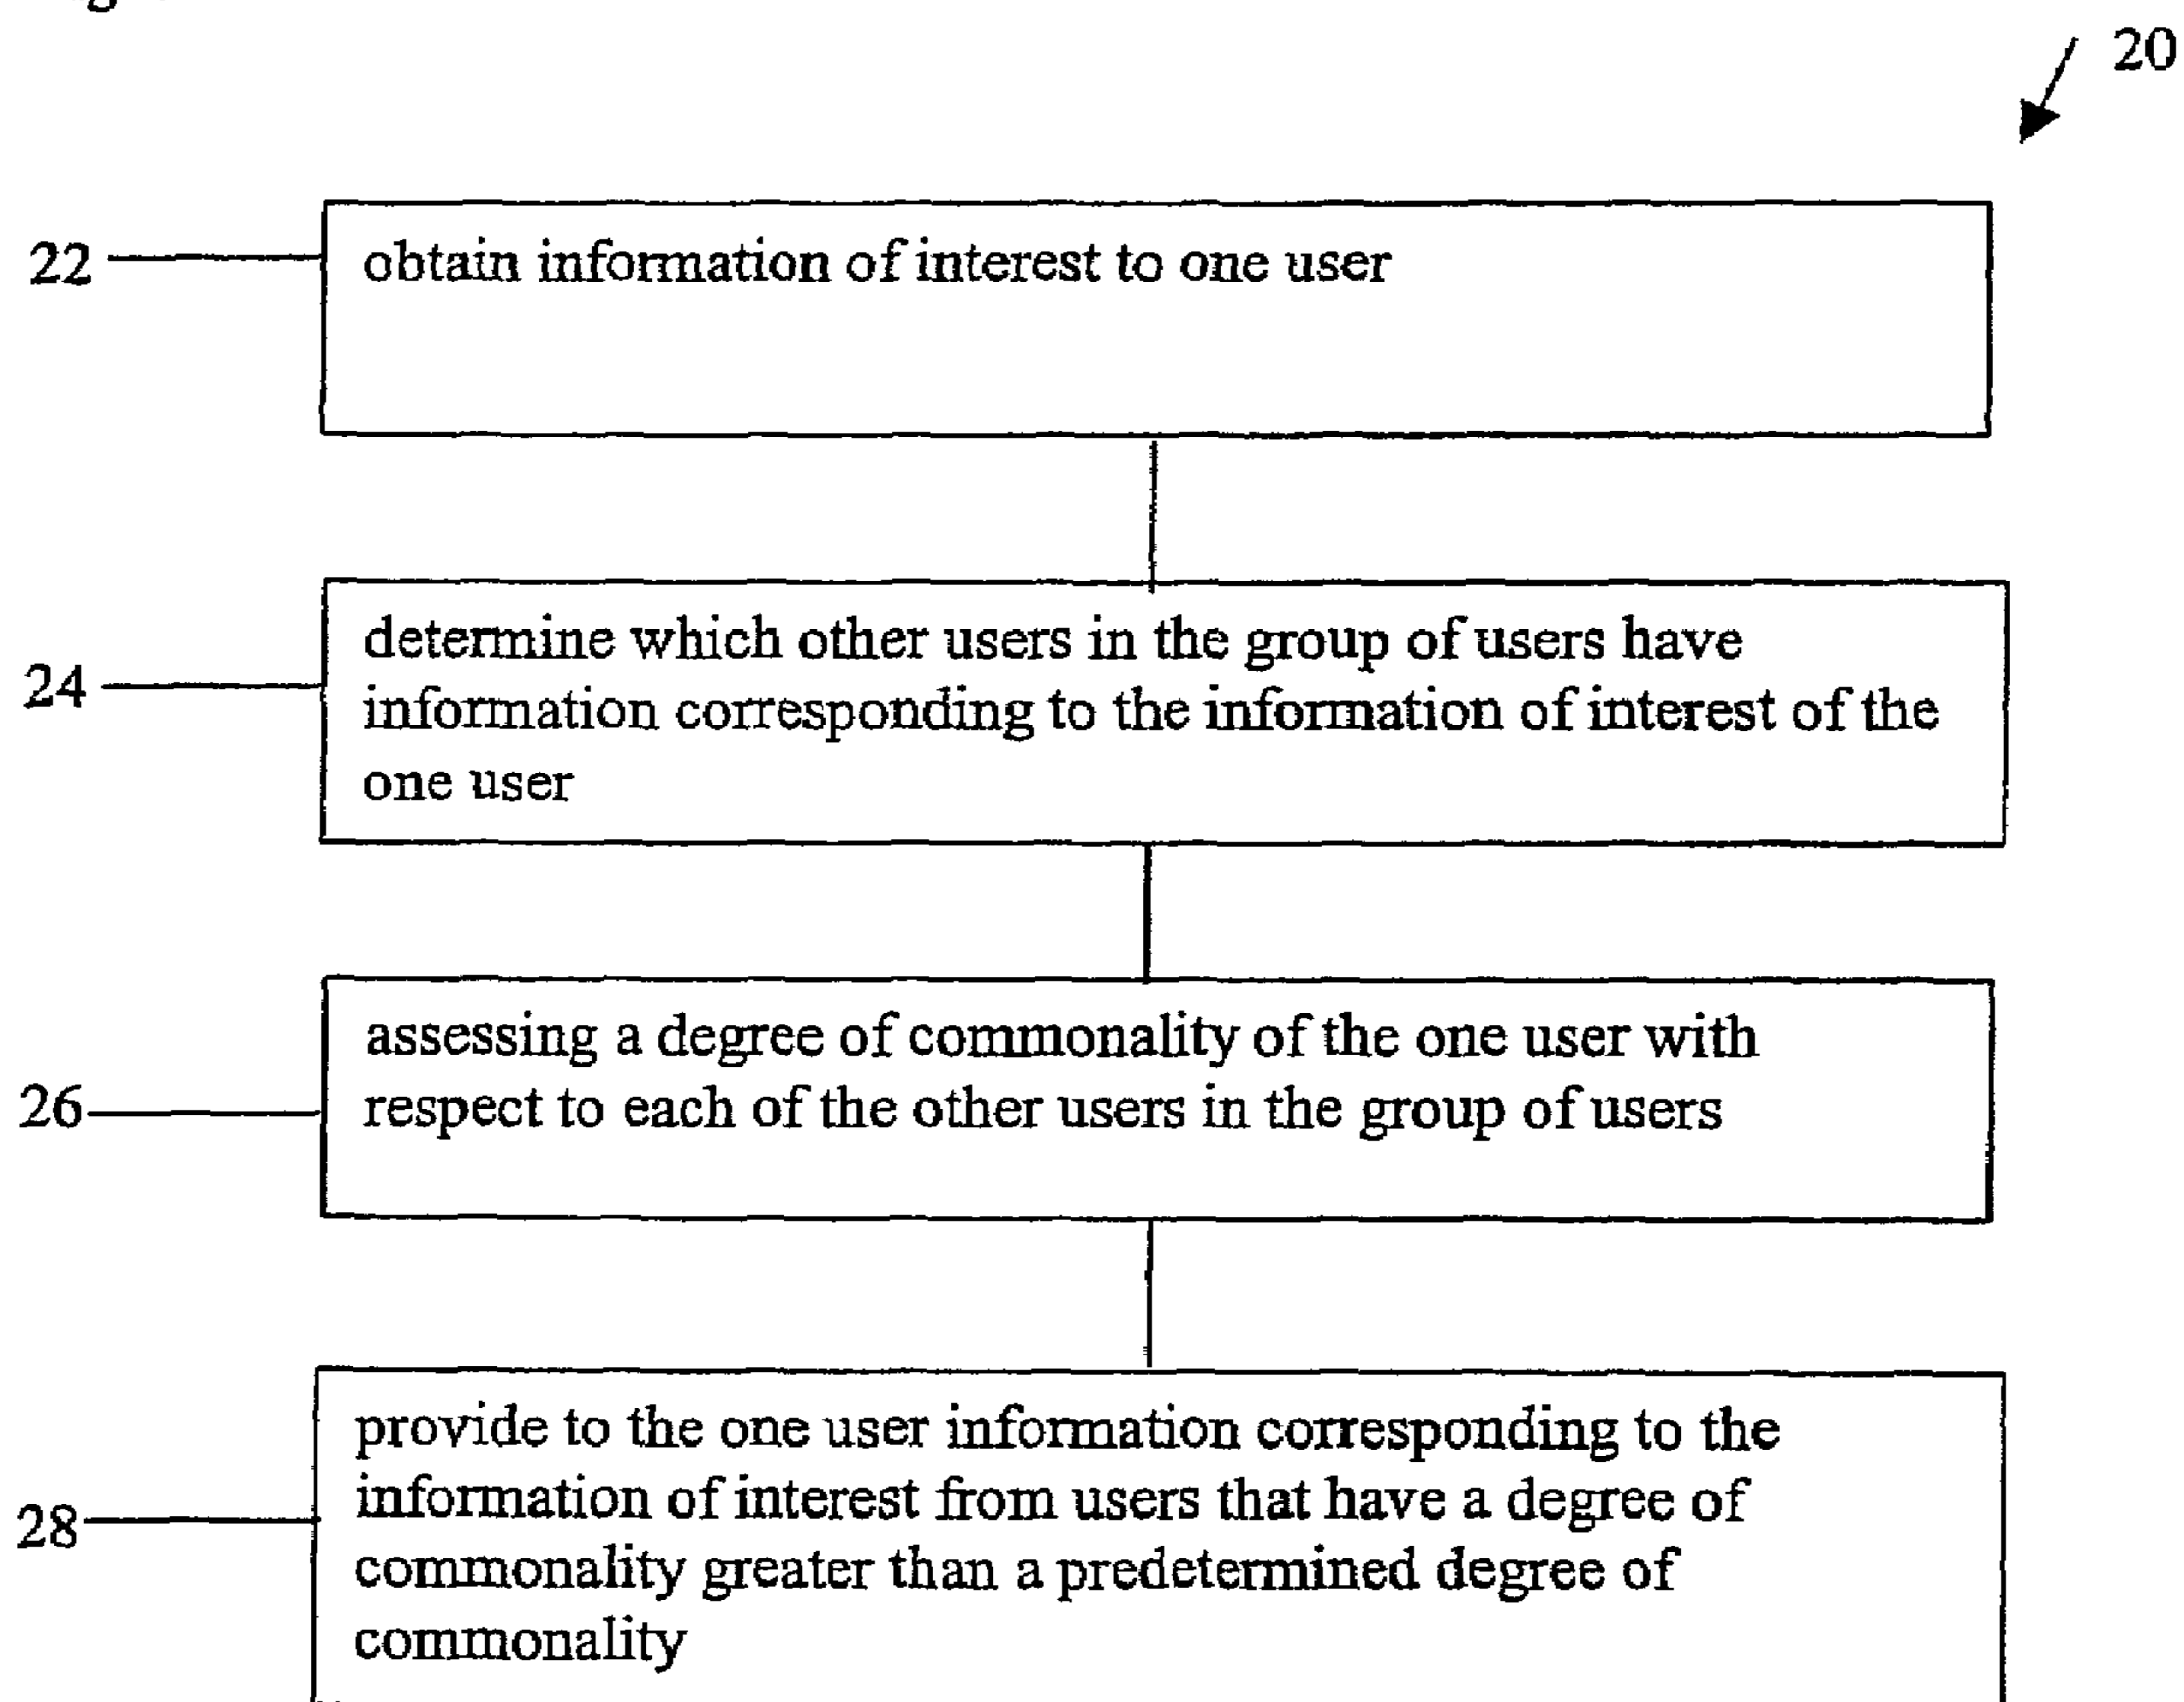 20
22
obtain information of interest to one user
24
determine which other users in the group of users have
information corresponding to the information of interest of the
one user
26
assessing a degree of commonality of the one user with
respect to each of the other users in the group of users
28
provide to the one user information corresponding to the
information of interest from users that have a degree of
commonality greater than a predetermined degree of
commonality